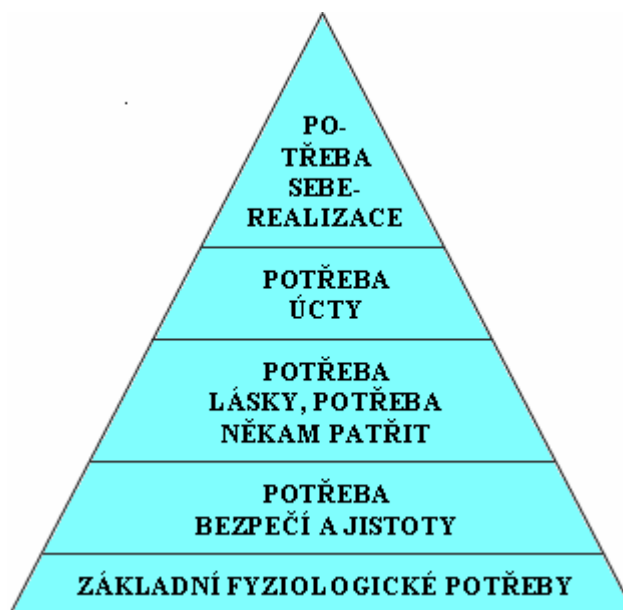 PO-
TŘEBA
SEBE-
REALIZACE
POTŘEBA
ÚCTY
POTŘEBA
LÁSKY, POTŘEBA
NĚKAM PATŘIT
POTŘEBA
BEZPEČÍ A JISTOTY
ZÁKLADNÍ FYZIOLOGICKÉ POTŘEBY